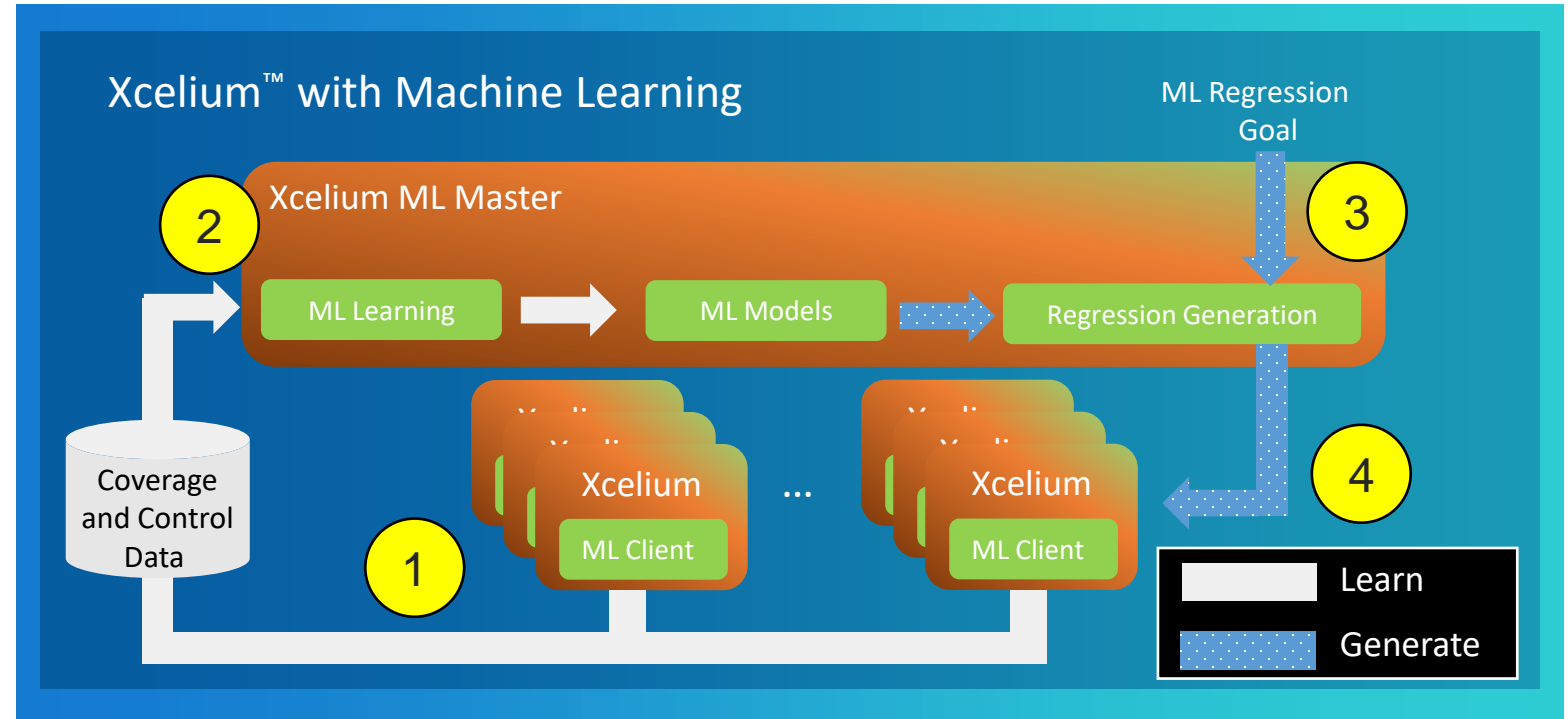 Xcelium™ with Machine Learning
ML Regression
Goal
2
Xcelium ML Master
3
ML Learning
ML Models
Regression Generation
Coverage
and Control
Data
1
Xcelium
ML Client
...
Xcelium
ML Client
4
Learn
Generate